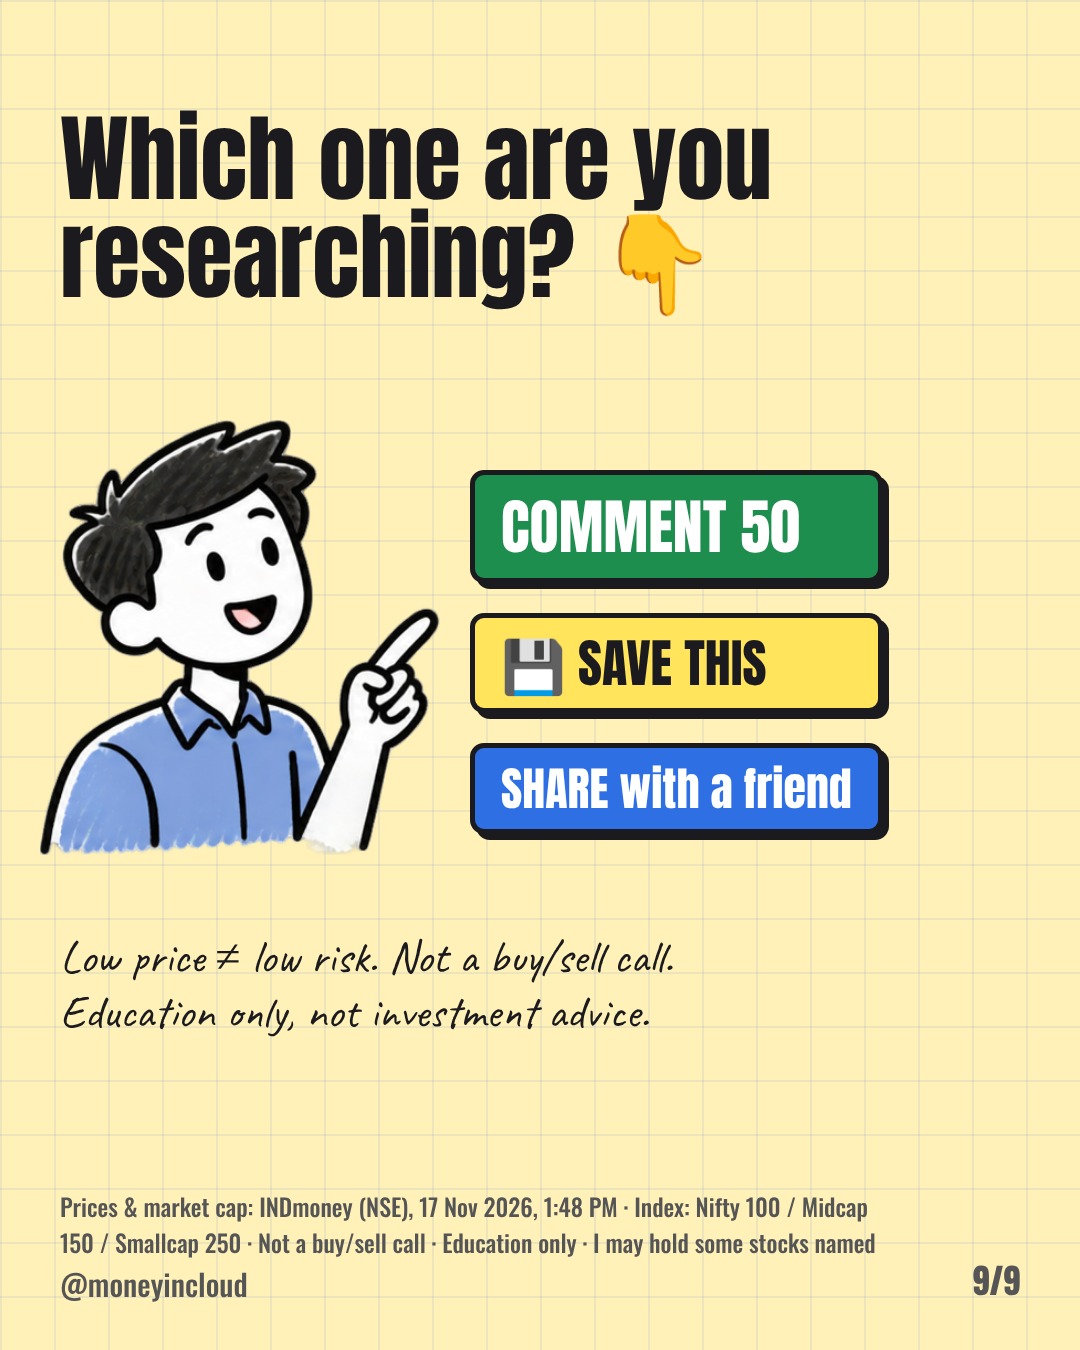 Which one are you
researching? 👇
COMMENT 50
💾 SAVE THIS
SHARE with a friend
Low price ≠ low risk. Not a buy/sell call.
Education only, not investment advice.
Prices & market cap: INDmoney (NSE), 17 Nov 2026, 1:48 PM · Index: Nifty 100 / Midcap
150 / Smallcap 250 · Not a buy/sell call · Education only · I may hold some stocks named
@moneyincloud
9/9